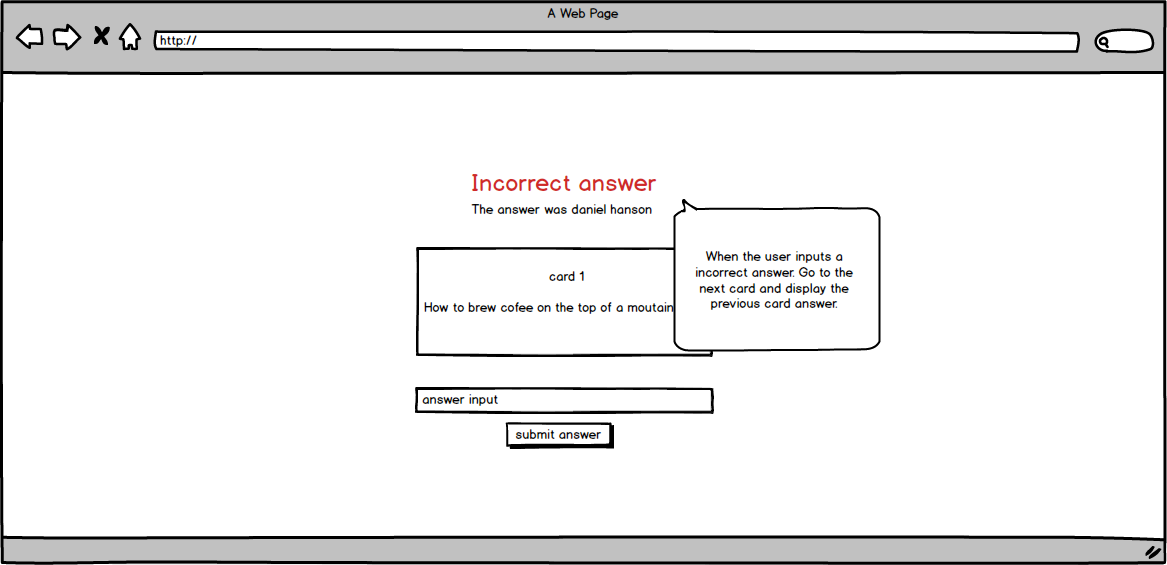 A Web Page
http://
Incorrect answer
The answer was daniel hanson
card 1
How to brew cofee on the top of a moutain
When the user inputs a
incorrect answer. Go to the
next card and display the
previous card answer.
answer input
submit answer